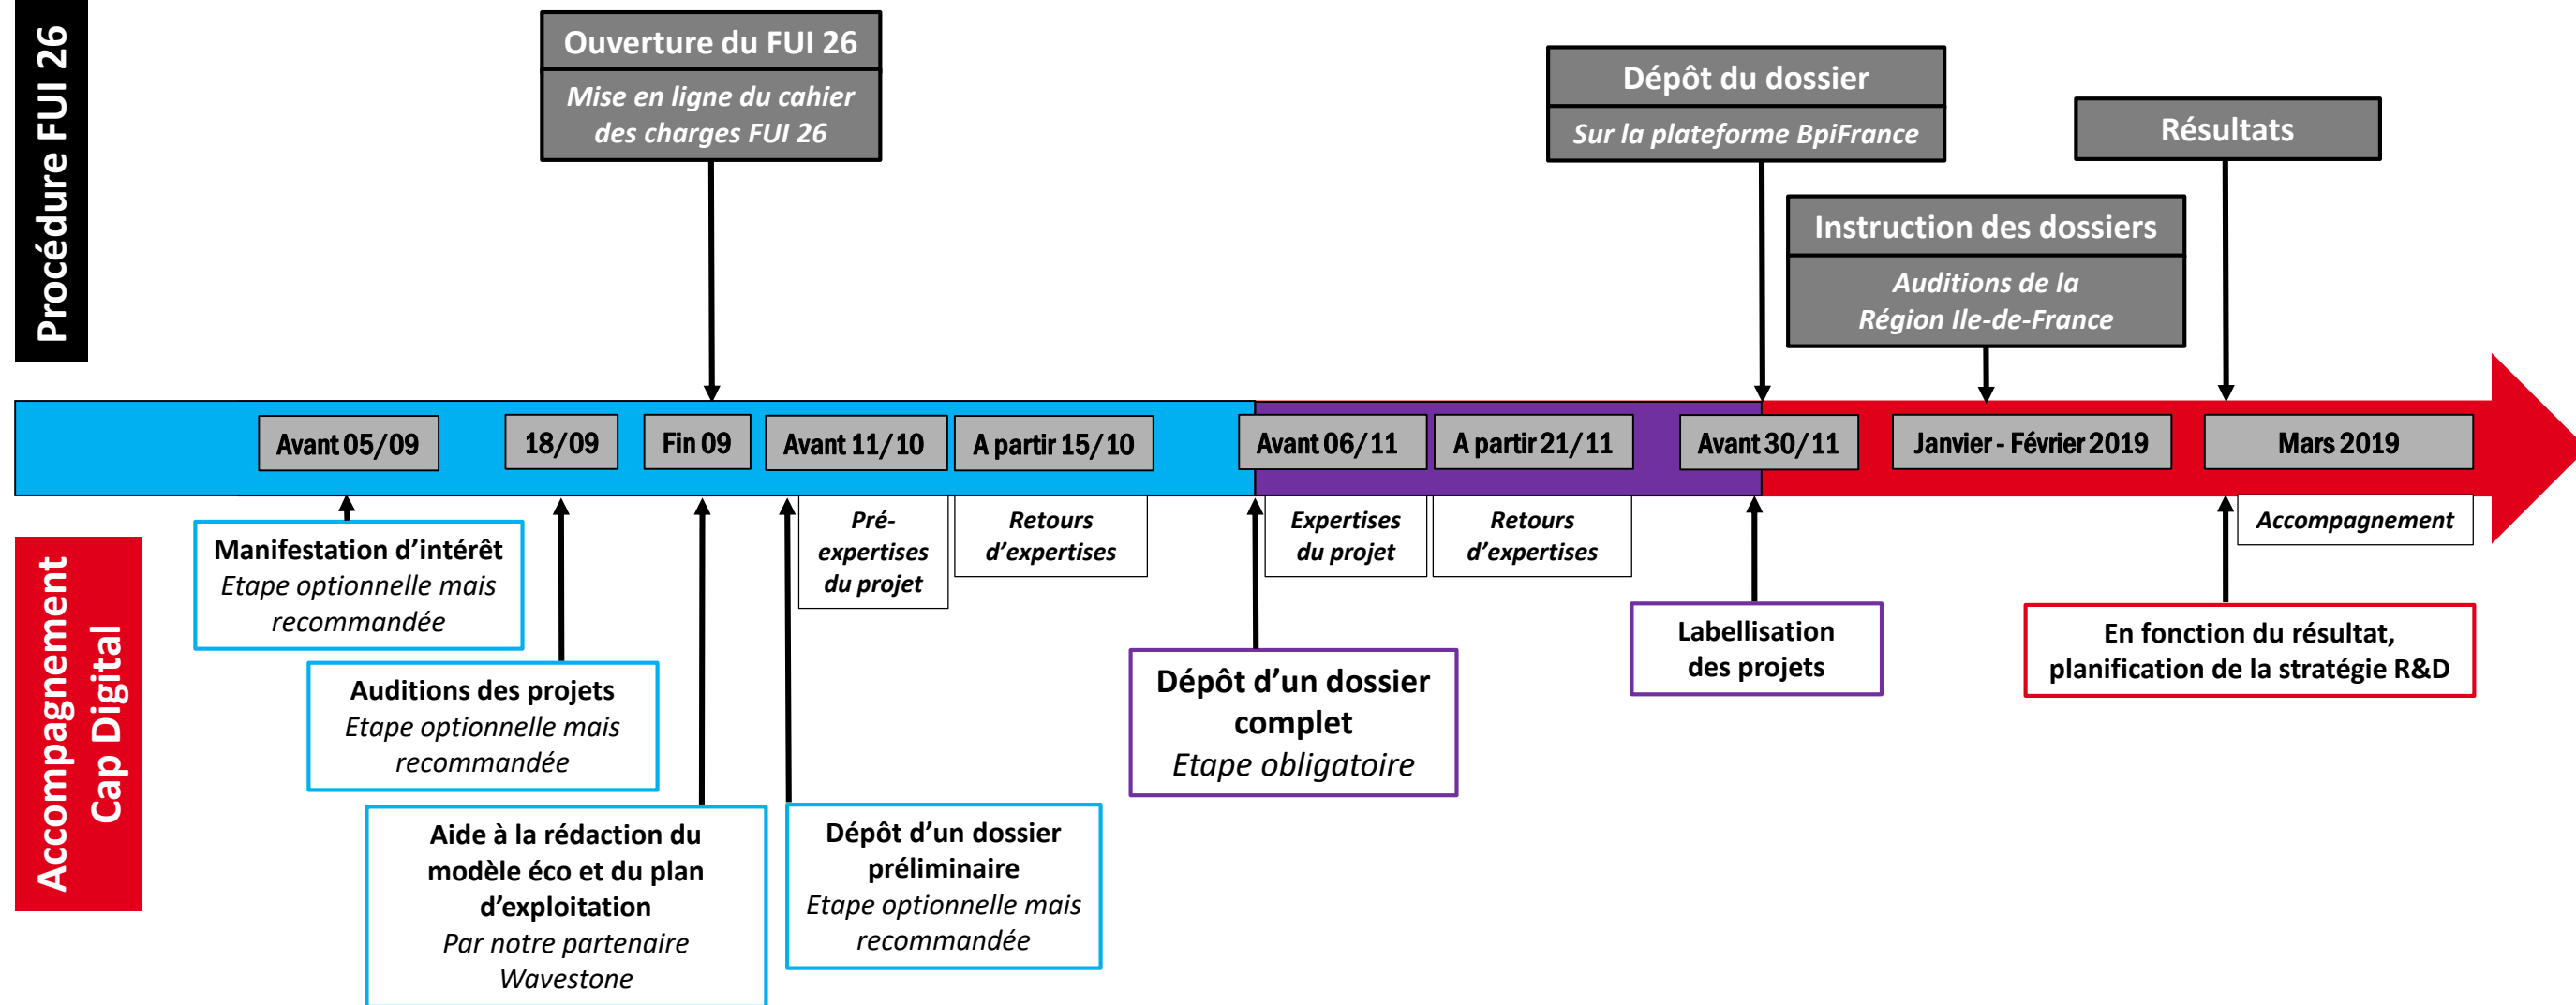 Procédure FUI 26
Ouverture du FUI 26
Mise en ligne du cahier
des charges FUI 26
Dépôt du dossier
Sur la plateforme BpiFrance
Résultats
Instruction des dossiers
Auditions de la
Région Ile-de-France
Avant 05/09
18/09
Fin 09
Avant 11/10
A partir 15/10
Avant 06/11
A partir 21/11
Avant 30/11
Janvier - Février 2019
Mars 2019
Pré-
expertises
du projet
Retours
d’expertises
Expertises
du projet
Retours
d’expertises
Accompagnement
Accompagnement
Cap Digital
Manifestation d’intérêt
Etape optionnelle mais
recommandée
Auditions des projets
Etape optionnelle mais
recommandée
Aide à la rédaction du
modèle éco et du plan
d’exploitation
Par notre partenaire
Wavestone
Dépôt d’un dossier
préliminaire
Etape optionnelle mais
recommandée
Dépôt d’un dossier
complet
Etape obligatoire
Labellisation
des projets
En fonction du résultat,
planification de la stratégie R&D